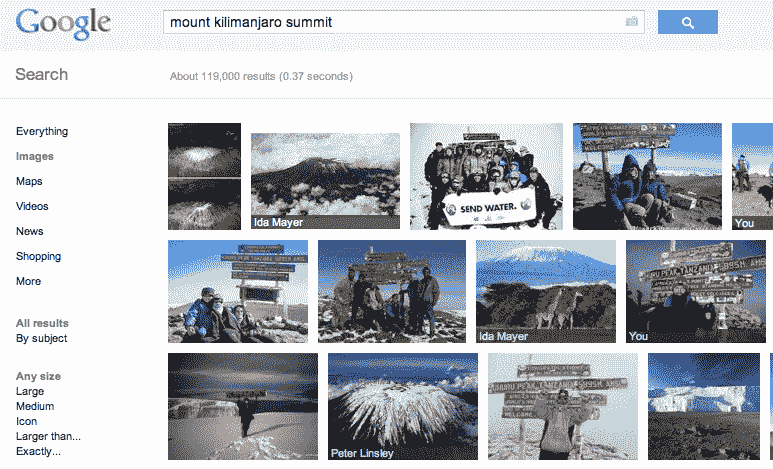 Google
mount kilimanjaro summit
Search
About 119,000 results (0.37 seconds)
Everything
Images
Maps
Videos
News
Shopping
More
All results
By subject
Any size
Large
Medium
Icon
Larger than...
Exactly...
Ida Mayer
SEND WATER.
You
Ida Mayer
You
Peter Linsley